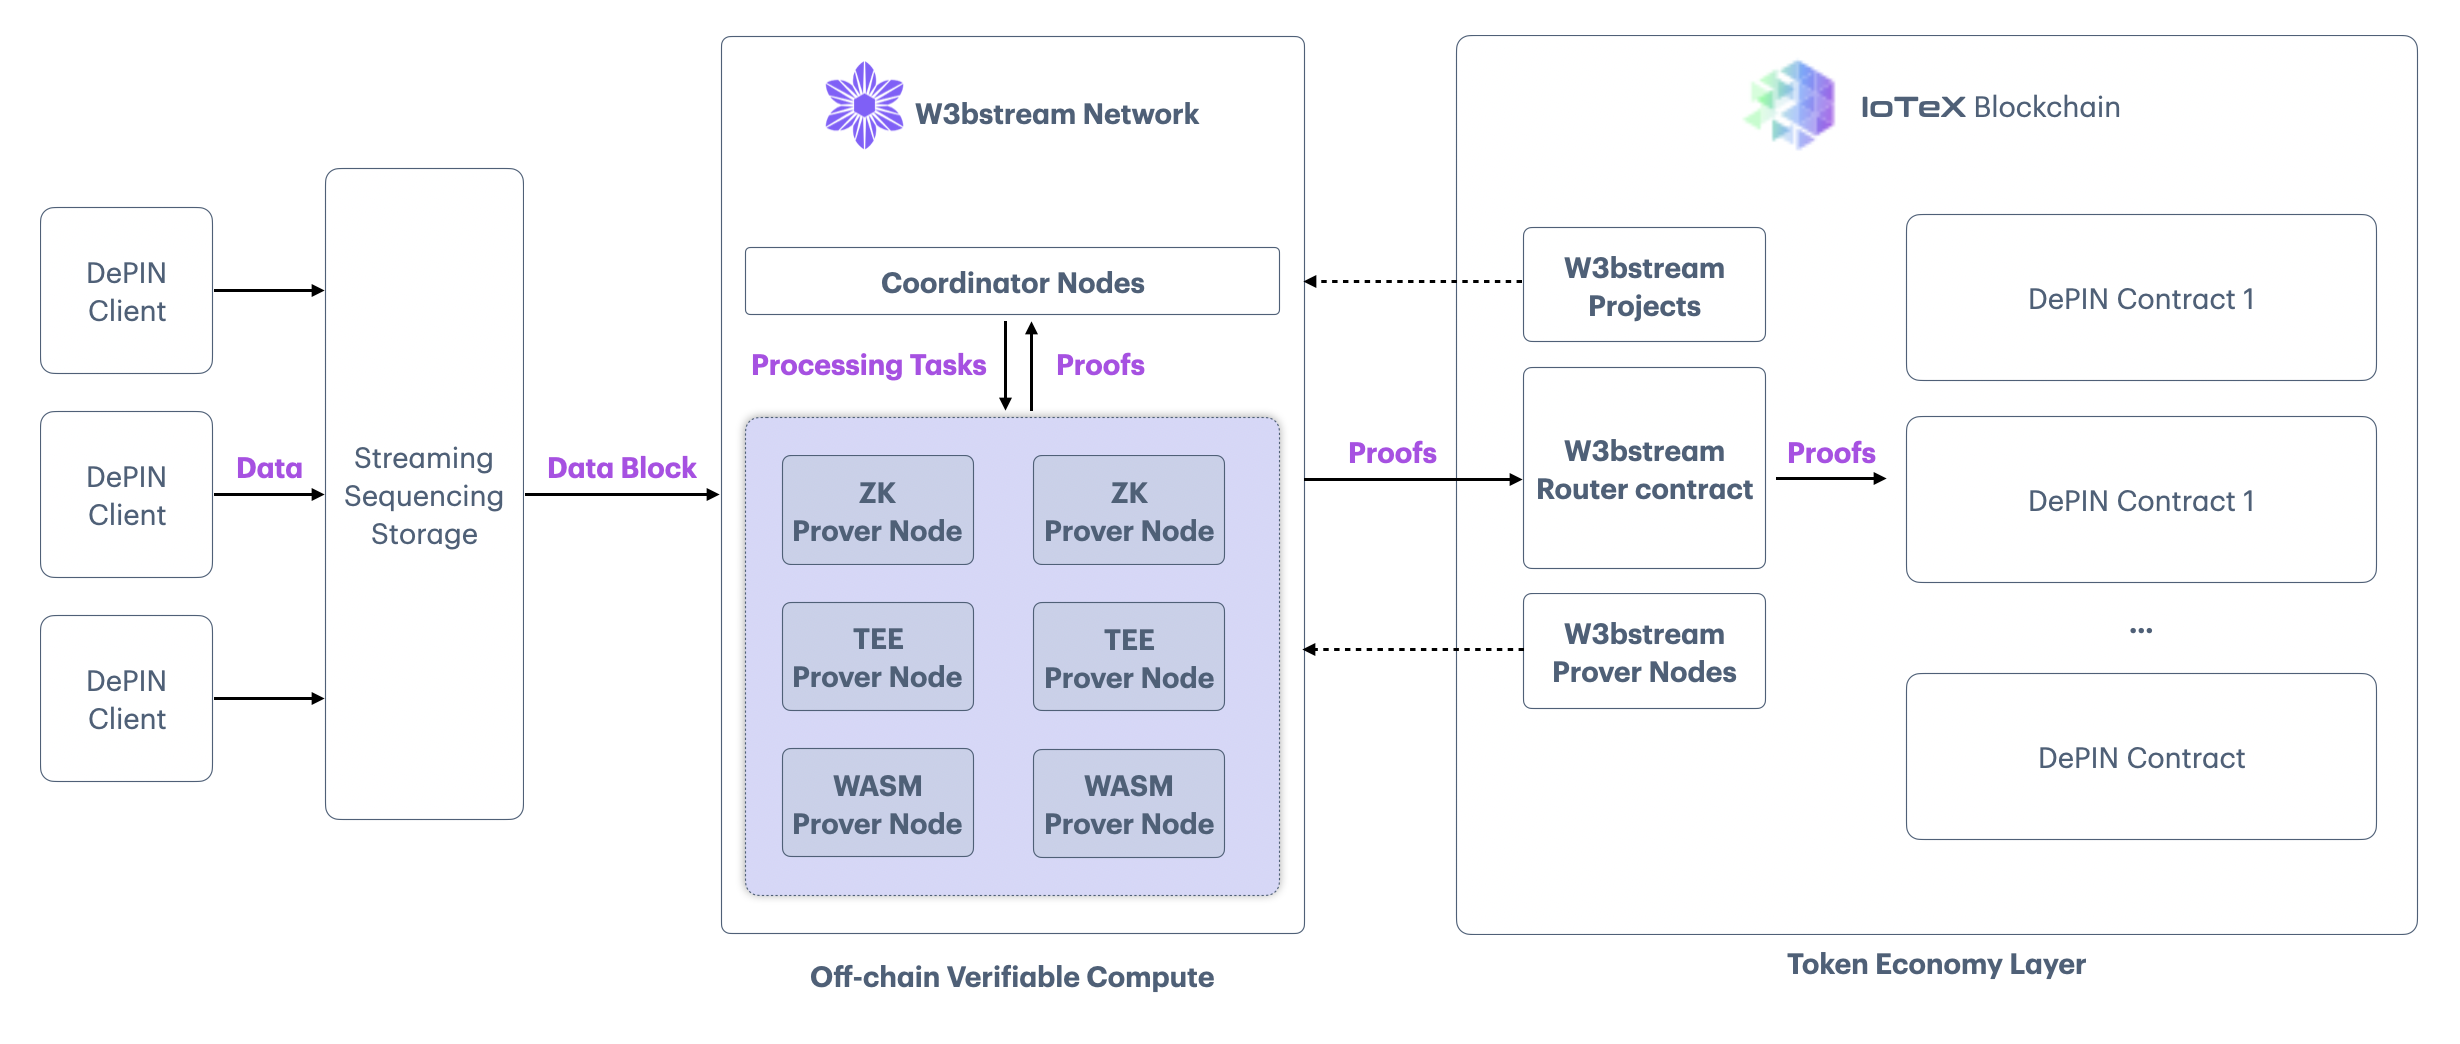 W3bstream Network
IoTeX Blockchain
DePIN
Client
DePIN
Client
DePIN
Client
Data
Streaming
Sequencing
Storage
Data Block
Coordinator Nodes
Processing Tasks
Proofs
ZK
Prover Node
ZK
Prover Node
TEE
Prover Node
TEE
Prover Node
WASM
Prover Node
WASM
Prover Node
Off-chain Verifiable Compute
Proofs
W3bstream
Projects
W3bstream
Router contract
W3bstream
Prover Nodes
Proofs
DePIN Contract 1
DePIN Contract 1
...
DePIN Contract
Token Economy Layer